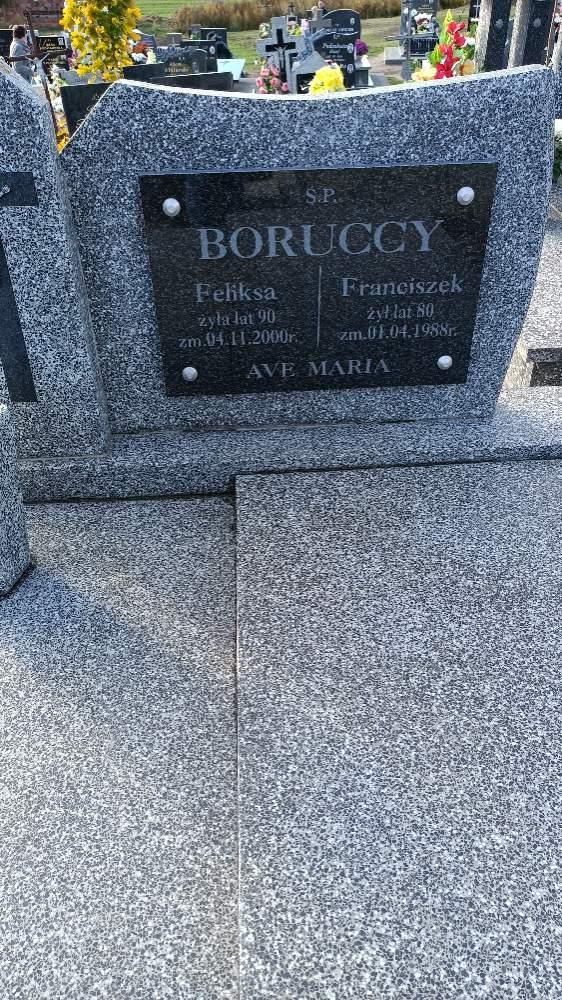 Ś.P.
BORUCCY
Feliksa
żyła lat 90
zm.04.11.2000r.
Franciszek
żył lat 80
zm.01.04.1988r.
AVE MARIA